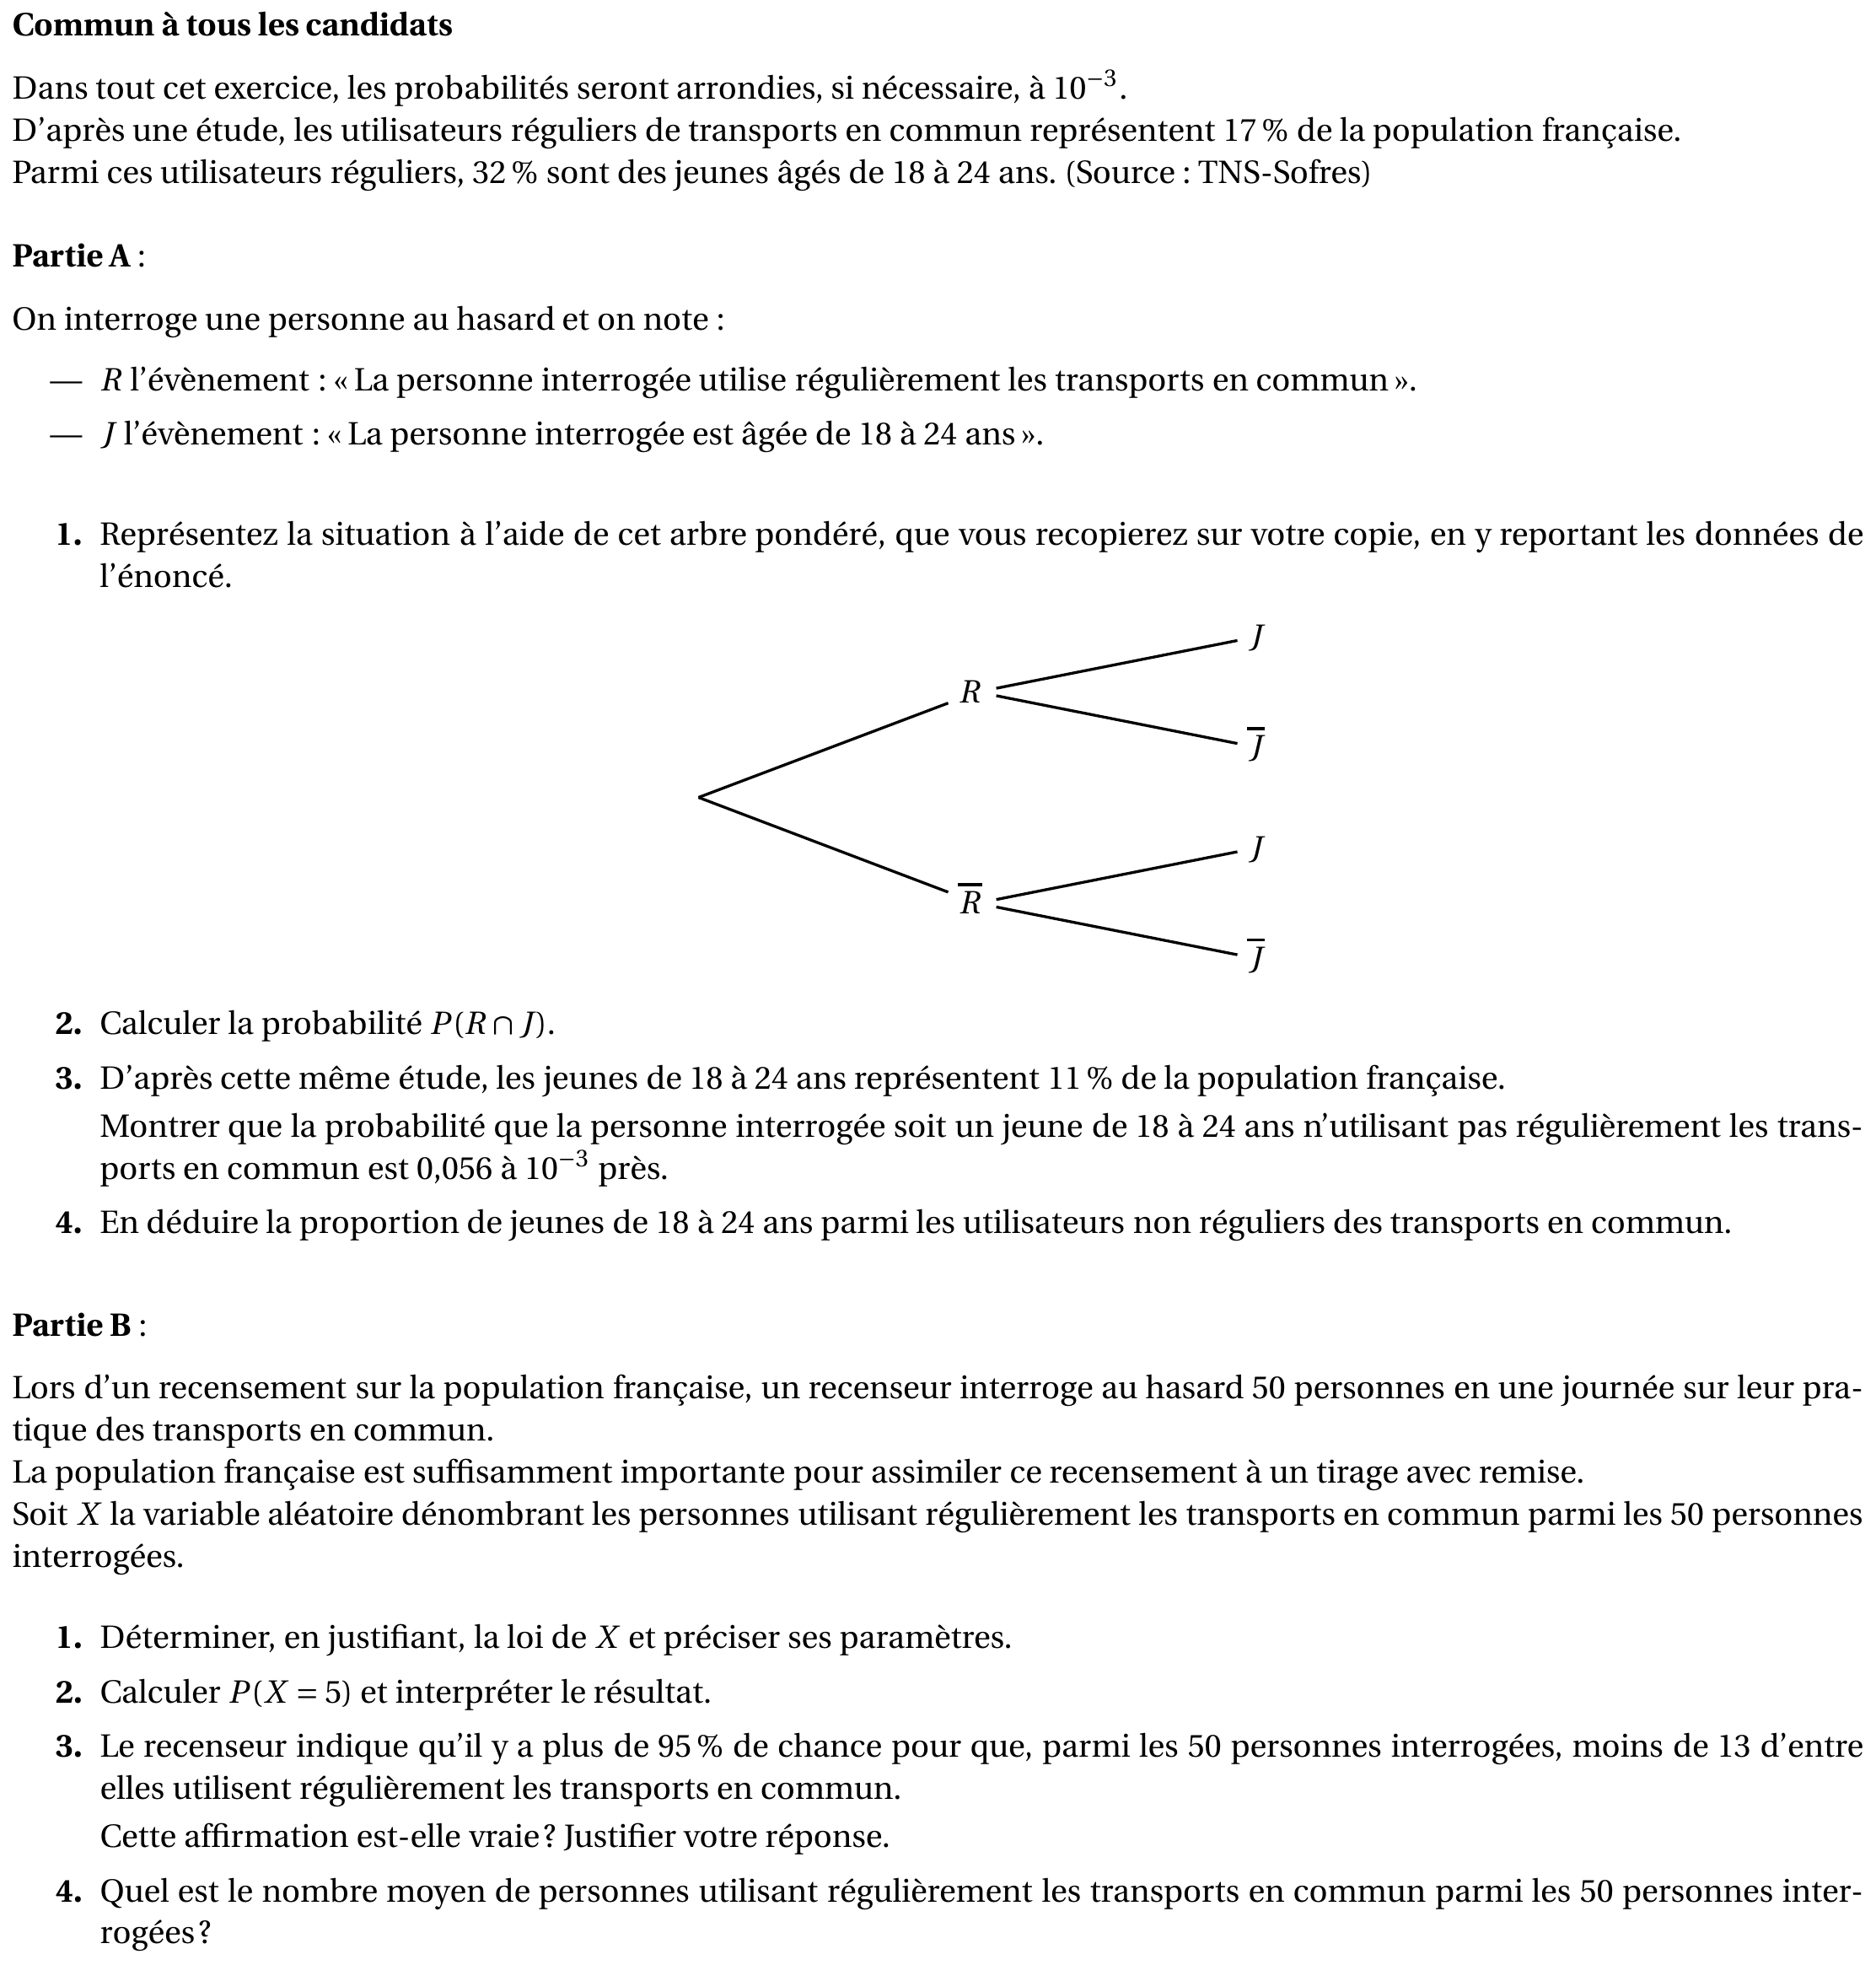 Commun à tous les candidats
Dans tout cet exercice, les probabilités seront arrondies, si nécessaire, à 10⁻³.
D'après une étude, les utilisateurs réguliers de transports en commun représentent 17 % de la population française.
Parmi ces utilisateurs réguliers, 32 % sont des jeunes âgés de 18 à 24 ans. (Source : TNS-Sofres)
Partie A :
On interroge une personne au hasard et on note :
— R l'évènement : « La personne interrogée utilise régulièrement les transports en commun ».
— J l'évènement : « La personne interrogée est âgée de 18 à 24 ans ».
1. Représentez la situation à l'aide de cet arbre pondéré, que vous recopierez sur votre copie, en y reportant les données de
l'énoncé.
J
R
J̅
J
R̅
J̅
2. Calculer la probabilité P(R ∩ J).
3. D'après cette même étude, les jeunes de 18 à 24 ans représentent 11 % de la population française.
Montrer que la probabilité que la personne interrogée soit un jeune de 18 à 24 ans n'utilisant pas régulièrement les trans-
ports en commun est 0,056 à 10⁻³ près.
4. En déduire la proportion de jeunes de 18 à 24 ans parmi les utilisateurs non réguliers des transports en commun.
Partie B :
Lors d'un recensement sur la population française, un recenseur interroge au hasard 50 personnes en une journée sur leur pra-
tique des transports en commun.
La population française est suffisamment importante pour assimiler ce recensement à un tirage avec remise.
Soit X la variable aléatoire dénombrant les personnes utilisant régulièrement les transports en commun parmi les 50 personnes
interrogées.
1. Déterminer, en justifiant, la loi de X et préciser ses paramètres.
2. Calculer P(X = 5) et interpréter le résultat.
3. Le recenseur indique qu'il y a plus de 95 % de chance pour que, parmi les 50 personnes interrogées, moins de 13 d'entre
elles utilisent régulièrement les transports en commun.
Cette affirmation est-elle vraie ? Justifier votre réponse.
4. Quel est le nombre moyen de personnes utilisant régulièrement les transports en commun parmi les 50 personnes inter-
rogées ?